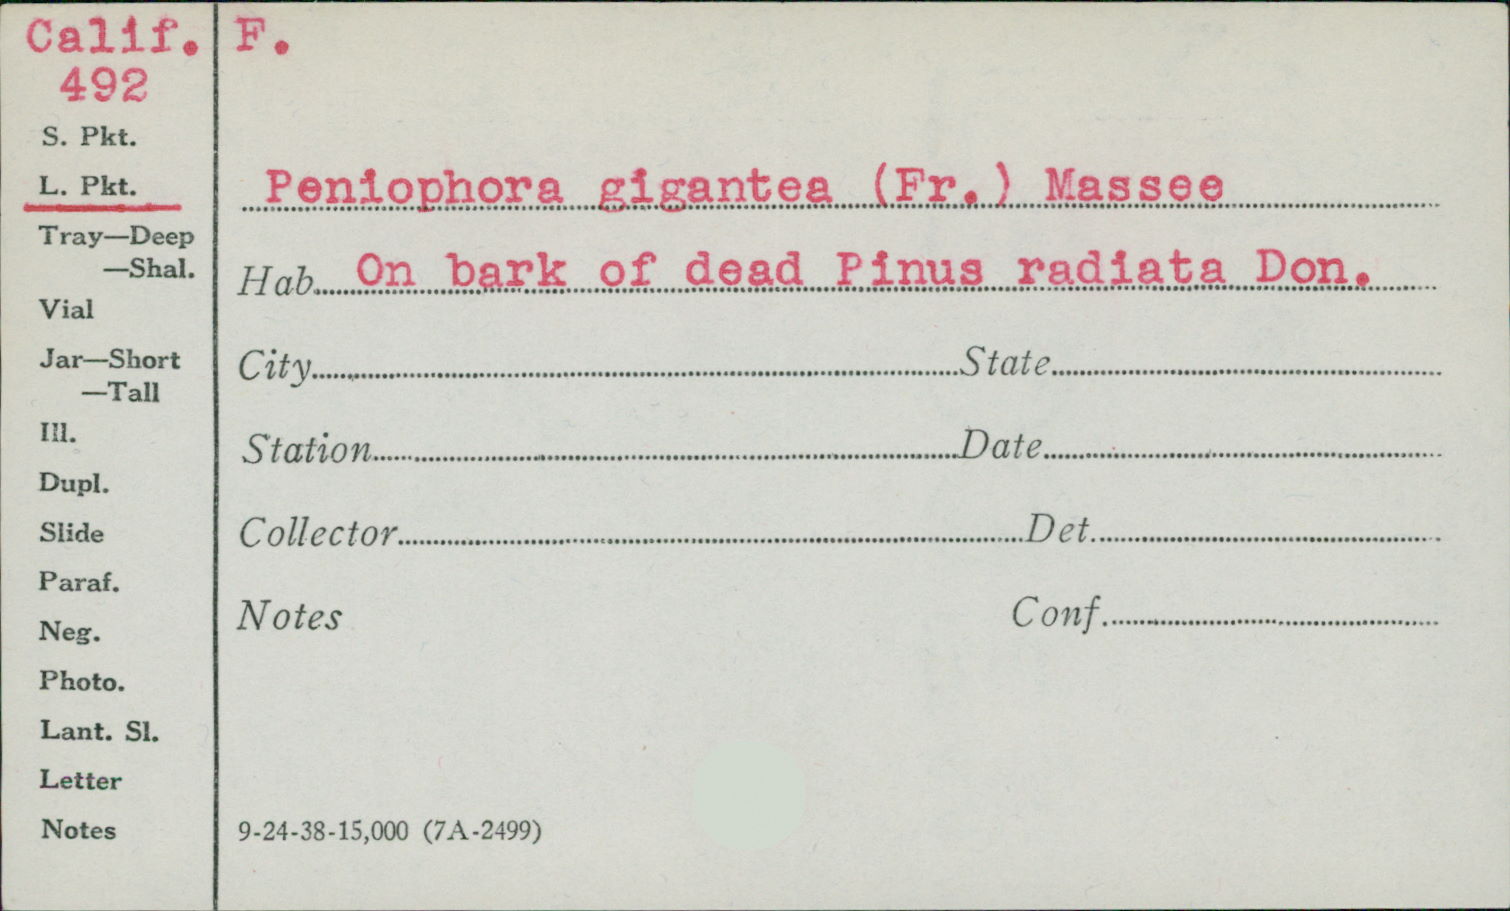 Calif. F.
492
S. Pkt.
L. Pkt.
Peniophora gigantea (Fr.) Massee
Tray—Deep
—Shal.
Hab. On bark of dead Pinus radiata Don.
Vial
Jar—Short
—Tall
City State
Ill.
Station Date
Dupl.
Slide
Collector Det.
Paraf.
Neg.
Notes Conf.
Photo.
Lant. Sl.
Letter
Notes
9-24-38-15,000 (7A-2499)